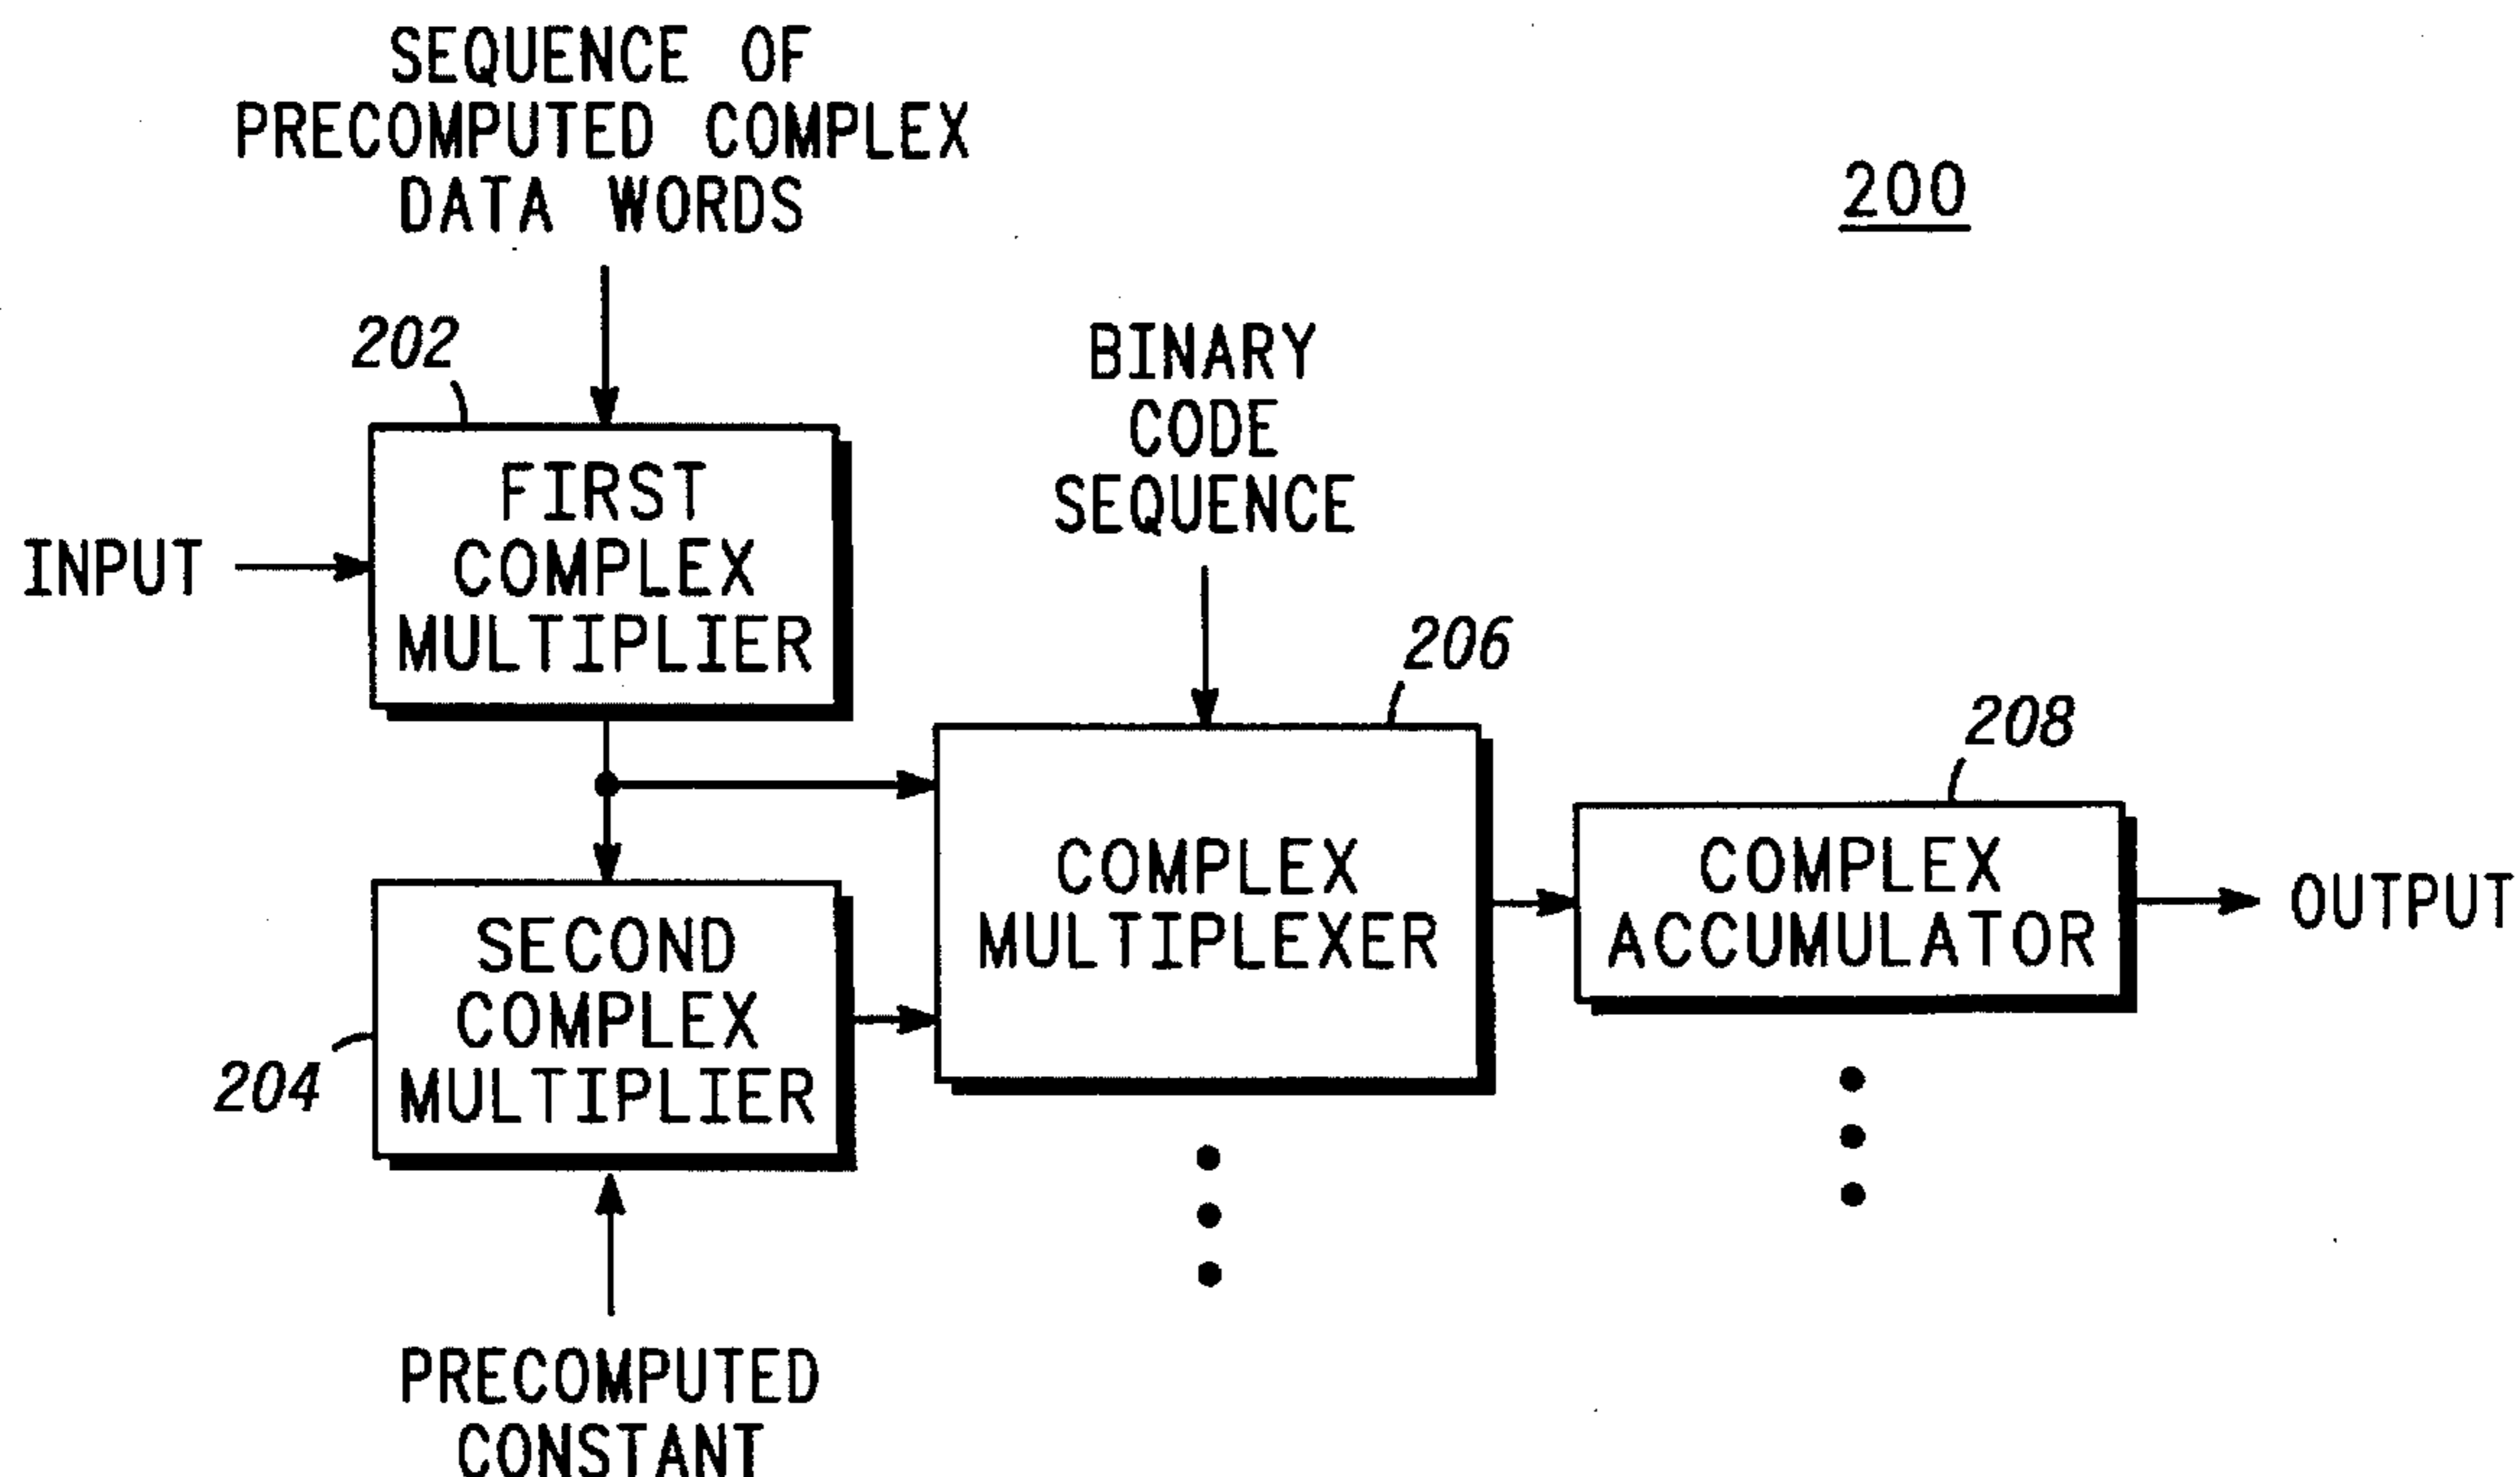 SEQUENCE OF
PRECOMPUTED COMPLEX
DATA WORDS
200
202
BINARY
CODE
SEQUENCE
INPUT
FIRST
COMPLEX
MULTIPLIER
206
208
COMPLEX
MULTIPLEXER
COMPLEX
ACCUMULATOR
OUTPUT
SECOND
COMPLEX
MULTIPLIER
204
PRECOMPUTED
CONSTANT